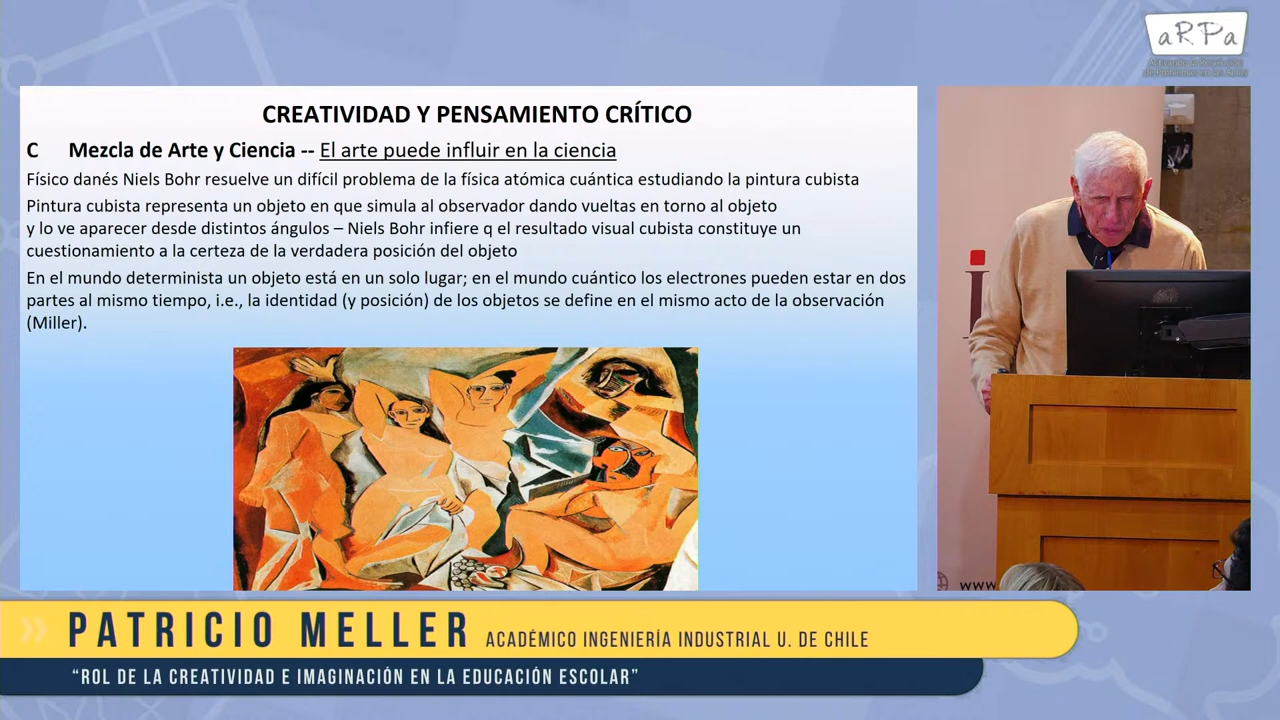 aRPa
CREATIVIDAD Y PENSAMIENTO CRÍTICO
C Mezcla de Arte y Ciencia -- El arte puede influir en la ciencia
Físico danés Niels Bohr resuelve un difícil problema de la física atómica cuántica estudiando la pintura cubista
Pintura cubista representa un objeto en que simula al observador dando vueltas en torno al objeto
y lo ve aparecer desde distintos ángulos – Niels Bohr infiere q el resultado visual cubista constituye un
cuestionamiento a la certeza de la verdadera posición del objeto
En el mundo determinista un objeto está en un solo lugar; en el mundo cuántico los electrones pueden estar en dos
partes al mismo tiempo, i.e., la identidad (y posición) de los objetos se define en el mismo acto de la observación
(Miller).
www
PATRICIO MELLER ACADÉMICO INGENIERÍA INDUSTRIAL U. DE CHILE
“ROL DE LA CREATIVIDAD E IMAGINACIÓN EN LA EDUCACIÓN ESCOLAR”